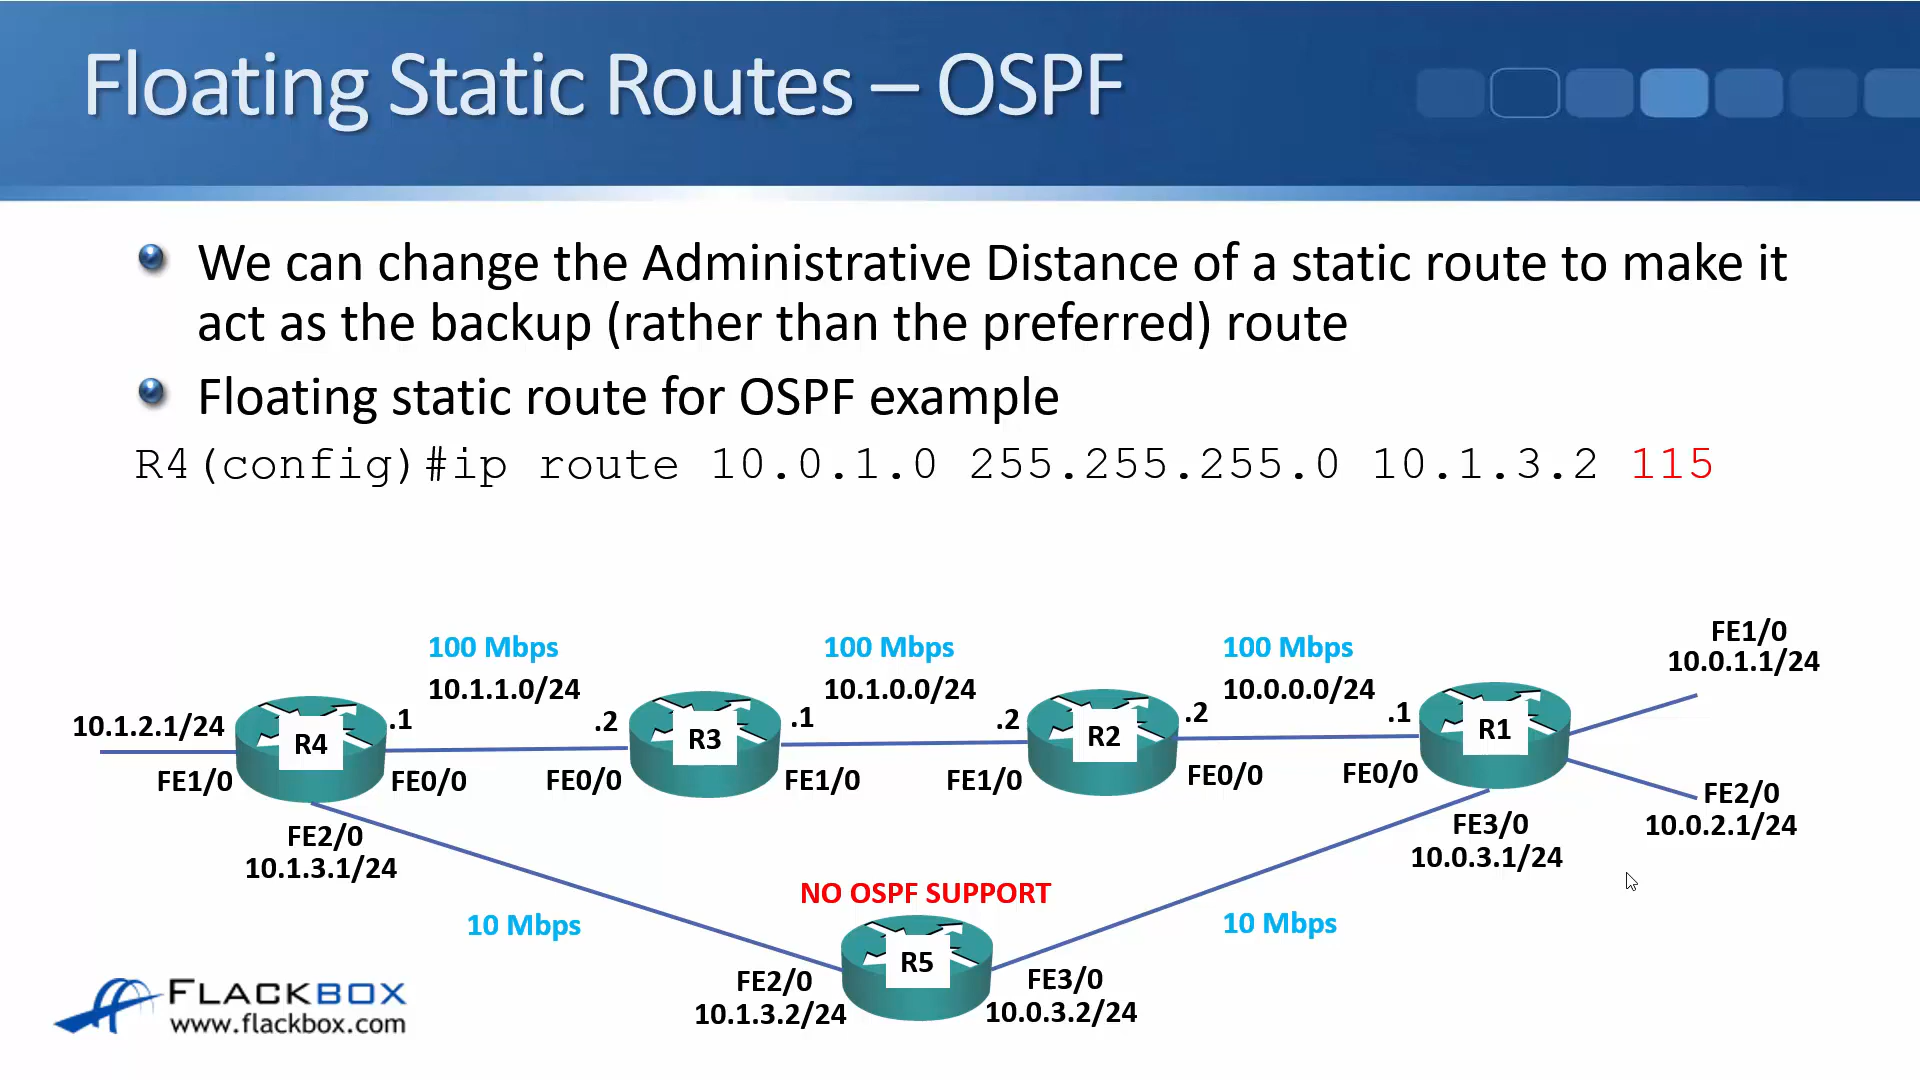 Floating Static Routes – OSPF
We can change the Administrative Distance of a static route to make it
act as the backup (rather than the preferred) route
Floating static route for OSPF example
R4(config)#ip route 10.0.1.0 255.255.255.0 10.1.3.2 115
100 Mbps
10.1.1.0/24
100 Mbps
10.1.0.0/24
100 Mbps
10.0.0.0/24
FE1/0
10.0.1.1/24
10.1.2.1/24
FE1/0
R4
.1
FE0/0
.2
FE0/0
R3
.1
FE1/0
.2
FE1/0
R2
.2
FE0/0
.1
FE0/0
R1
FE2/0
10.0.2.1/24
FE2/0
10.1.3.1/24
FE3/0
10.0.3.1/24
10 Mbps
NO OSPF SUPPORT
10 Mbps
R5
FE2/0
10.1.3.2/24
FE3/0
10.0.3.2/24
FLACKBOX
www.flackbox.com